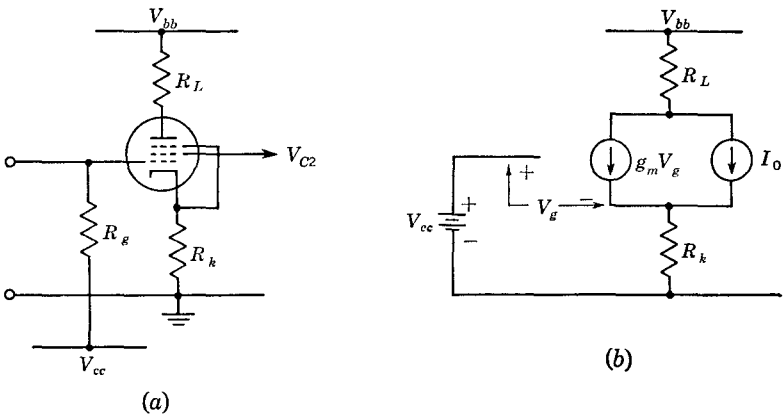 V_bb
R_L
V_C2
R_g
R_k
V_cc
(a)
V_bb
R_L
g_m V_g
I_0
+
V_g
−
+
V_cc
−
R_k
(b)